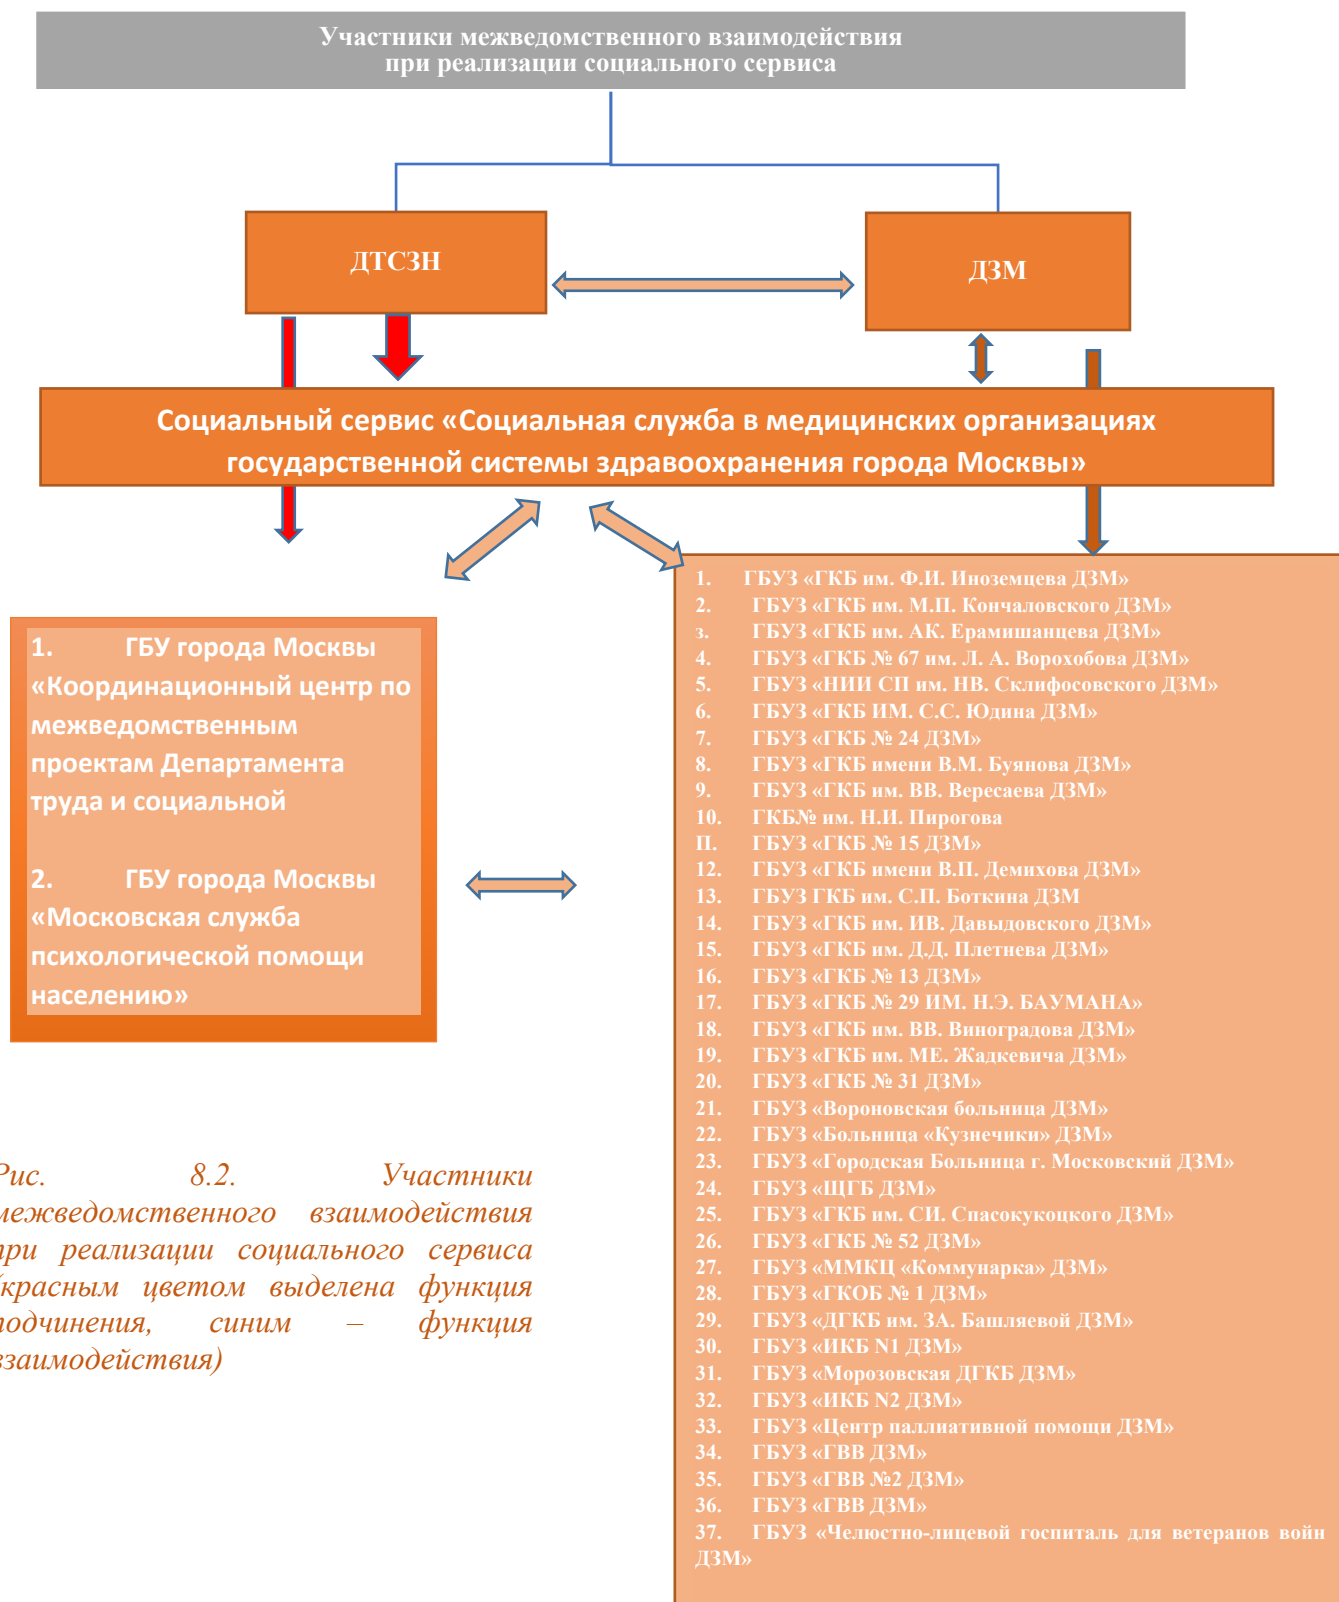 Участники межведомственного взаимодействия
при реализации социального сервиса
ДТСЗН
ДЗМ
Социальный сервис «Социальная служба в медицинских организациях
государственной системы здравоохранения города Москвы»
1. ГБУ города Москвы
«Координационный центр по
межведомственным
проектам Департамента
труда и социальной
2. ГБУ города Москвы
«Московская служба
психологической помощи
населению»
1. ГБУЗ «ГКБ им. Ф.И. Иноземцева ДЗМ»
2. ГБУЗ «ГКБ им. М.П. Кончаловского ДЗМ»
з. ГБУЗ «ГКБ им. АК. Ерамишанцева ДЗМ»
4. ГБУЗ «ГКБ № 67 им. Л. А. Ворохобова ДЗМ»
5. ГБУЗ «НИИ СП им. НВ. Склифосовского ДЗМ»
6. ГБУЗ «ГКБ ИМ. С.С. Юдина ДЗМ»
7. ГБУЗ «ГКБ № 24 ДЗМ»
8. ГБУЗ «ГКБ имени В.М. Буянова ДЗМ»
9. ГБУЗ «ГКБ им. ВВ. Вересаева ДЗМ»
10. ГКБ№ им. Н.И. Пирогова
П. ГБУЗ «ГКБ № 15 ДЗМ»
12. ГБУЗ «ГКБ имени В.П. Демихова ДЗМ»
13. ГБУЗ ГКБ им. С.П. Боткина ДЗМ
14. ГБУЗ «ГКБ им. ИВ. Давыдовского ДЗМ»
15. ГБУЗ «ГКБ им. Д.Д. Плетнева ДЗМ»
16. ГБУЗ «ГКБ № 13 ДЗМ»
17. ГБУЗ «ГКБ № 29 ИМ. Н.Э. БАУМАНА»
18. ГБУЗ «ГКБ им. ВВ. Виноградова ДЗМ»
19. ГБУЗ «ГКБ им. МЕ. Жадкевича ДЗМ»
20. ГБУЗ «ГКБ № 31 ДЗМ»
21. ГБУЗ «Вороновская больница ДЗМ»
22. ГБУЗ «Больница «Кузнечики» ДЗМ»
23. ГБУЗ «Городская Больница г. Московский ДЗМ»
24. ГБУЗ «ЩГБ ДЗМ»
25. ГБУЗ «ГКБ им. СИ. Спасокукоцкого ДЗМ»
26. ГБУЗ «ГКБ № 52 ДЗМ»
27. ГБУЗ «ММКЦ «Коммунарка» ДЗМ»
28. ГБУЗ «ГКОБ № 1 ДЗМ»
29. ГБУЗ «ДГКБ им. ЗА. Башляевой ДЗМ»
30. ГБУЗ «ИКБ N1 ДЗМ»
31. ГБУЗ «Морозовская ДГКБ ДЗМ»
32. ГБУЗ «ИКБ N2 ДЗМ»
33. ГБУЗ «Центр паллиативной помощи ДЗМ»
34. ГБУЗ «ГВВ ДЗМ»
35. ГБУЗ «ГВВ №2 ДЗМ»
36. ГБУЗ «ГВВ ДЗМ»
37. ГБУЗ «Челюстно-лицевой госпиталь для ветеранов войн
ДЗМ»
Рис. 8.2. Участники
межведомственного взаимодействия
при реализации социального сервиса
(красным цветом выделена функция
подчинения, синим – функция
взаимодействия)